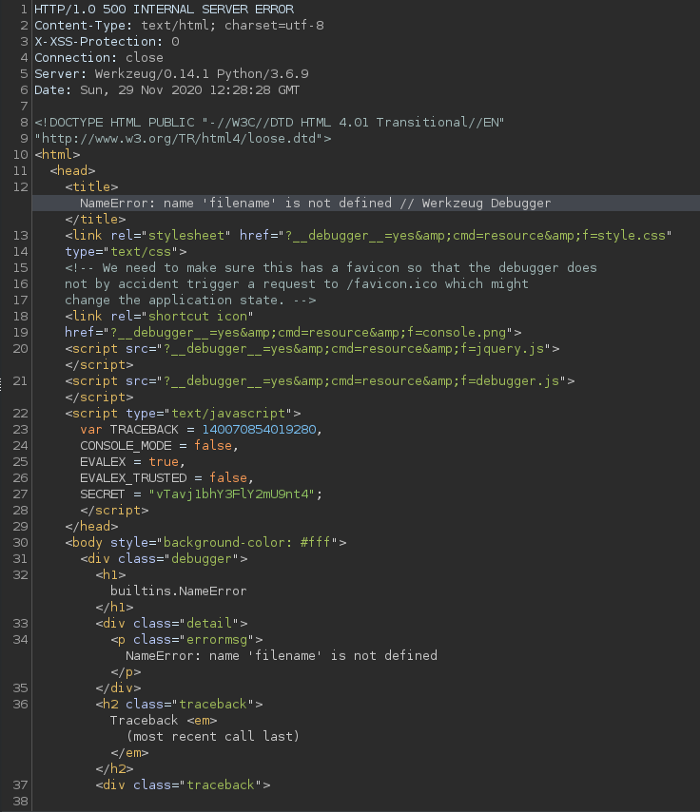 1 HTTP/1.0 500 INTERNAL SERVER ERROR
2 Content-Type: text/html; charset=utf-8
3 X-XSS-Protection: 0
4 Connection: close
5 Server: Werkzeug/0.14.1 Python/3.6.9
6 Date: Sun, 29 Nov 2020 12:28:28 GMT
7
8 <!DOCTYPE HTML PUBLIC "-//W3C//DTD HTML 4.01 Transitional//EN"
9 "http://www.w3.org/TR/html4/loose.dtd">
10 <html>
11 <head>
12 <title>
NameError: name 'filename' is not defined // Werkzeug Debugger
</title>
13 <link rel="stylesheet" href="?__debugger__=yes&amp;cmd=resource&amp;f=style.css"
14 type="text/css">
15 <!-- We need to make sure this has a favicon so that the debugger does
16 not by accident trigger a request to /favicon.ico which might
17 change the application state. -->
18 <link rel="shortcut icon"
19 href="?__debugger__=yes&amp;cmd=resource&amp;f=console.png">
20 <script src="?__debugger__=yes&amp;cmd=resource&amp;f=jquery.js">
</script>
21 <script src="?__debugger__=yes&amp;cmd=resource&amp;f=debugger.js">
</script>
22 <script type="text/javascript">
23 var TRACEBACK = 140070854019280,
24 CONSOLE_MODE = false,
25 EVALEX = true,
26 EVALEX_TRUSTED = false,
27 SECRET = "vTavj1bhY3FlY2mU9nt4";
28 </script>
29 </head>
30 <body style="background-color: #fff">
31 <div class="debugger">
32 <h1>
builtins.NameError
</h1>
33 <div class="detail">
34 <p class="errormsg">
NameError: name 'filename' is not defined
</p>
35 </div>
36 <h2 class="traceback">
Traceback <em>
(most recent call last)
</em>
</h2>
37 <div class="traceback">
38